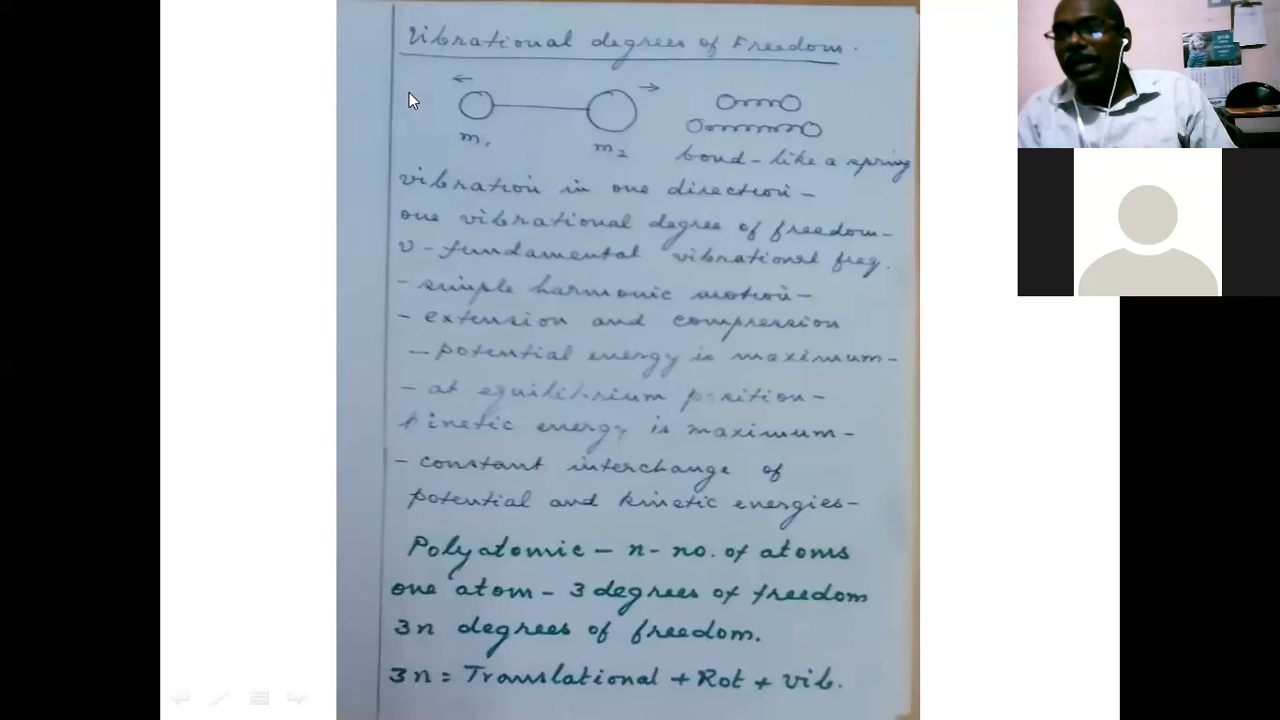 Vibrational degrees of Freedom.
m1 m2
bond - like a spring
vibration in one direction -
one vibrational degree of freedom -
ν - fundamental vibrational freq.
- simple harmonic motion -
- extension and compression
- potential energy is maximum -
- at equilibrium position -
kinetic energy is maximum -
- constant interchange of
potential and kinetic energies -
Polyatomic - n - no. of atoms
one atom - 3 degrees of freedom
3n degrees of freedom.
3n = Translational + Rot + vib.